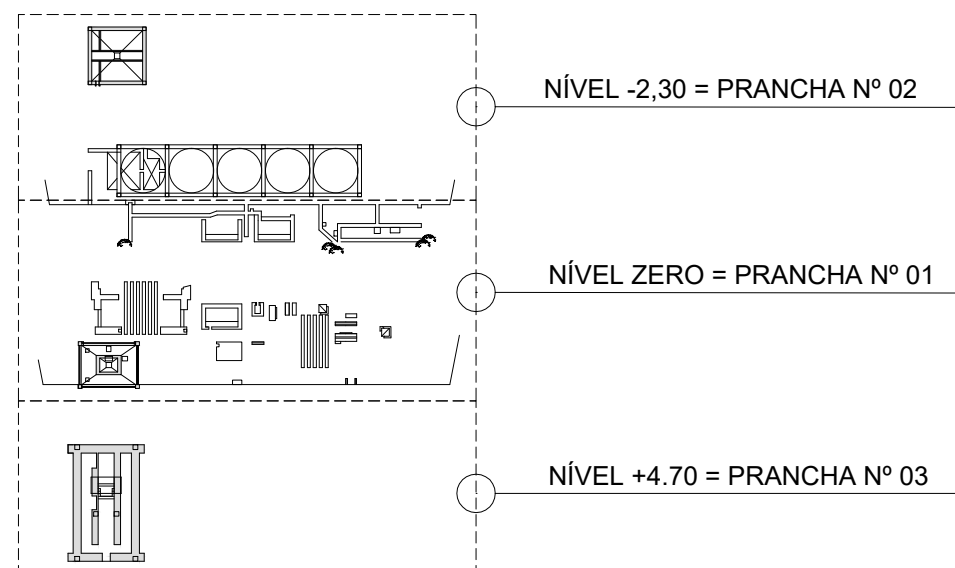 NÍVEL -2,30 = PRANCHA Nº 02
NÍVEL ZERO = PRANCHA Nº 01
NÍVEL +4.70 = PRANCHA Nº 03